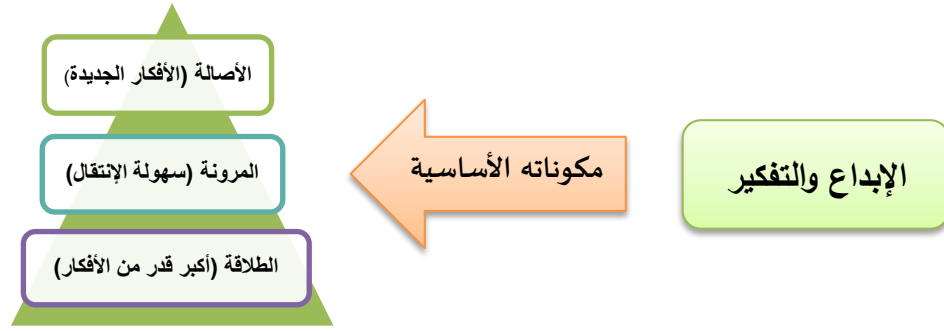 الإبداع والتفكير
مكوناته الأساسية
الأصالة (الأفكار الجديدة)
المرونة (سهولة الإنتقال)
الطلاقة (أكبر قدر من الأفكار)